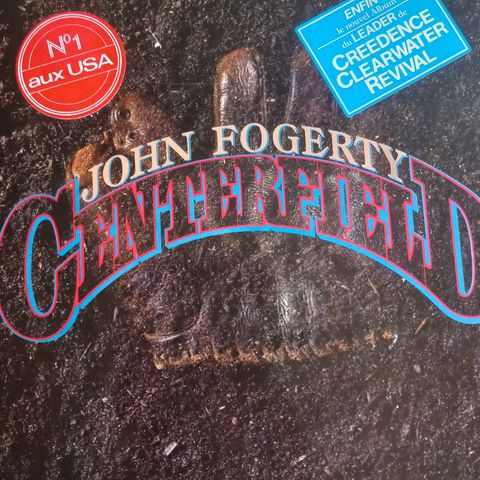 N°1
aux USA
ENFIN
le nouvel Album
du LEADER de
CREEDENCE
CLEARWATER
REVIVAL
JOHN FOGERTY
CENTERFIELD